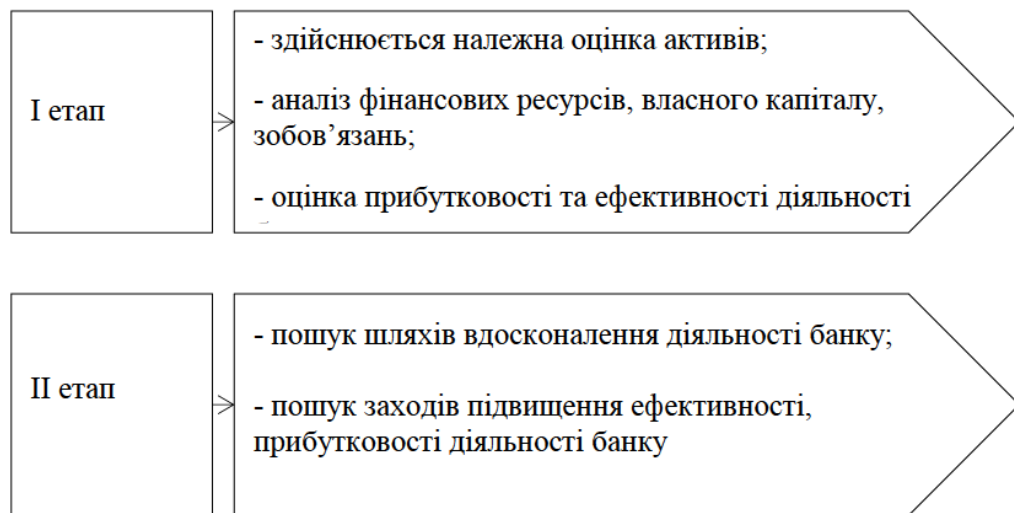 І етап
- здійснюється належна оцінка активів;
- аналіз фінансових ресурсів, власного капіталу,
зобов’язань;
- оцінка прибутковості та ефективності діяльності
ІІ етап
- пошук шляхів вдосконалення діяльності банку;
- пошук заходів підвищення ефективності,
прибутковості діяльності банку